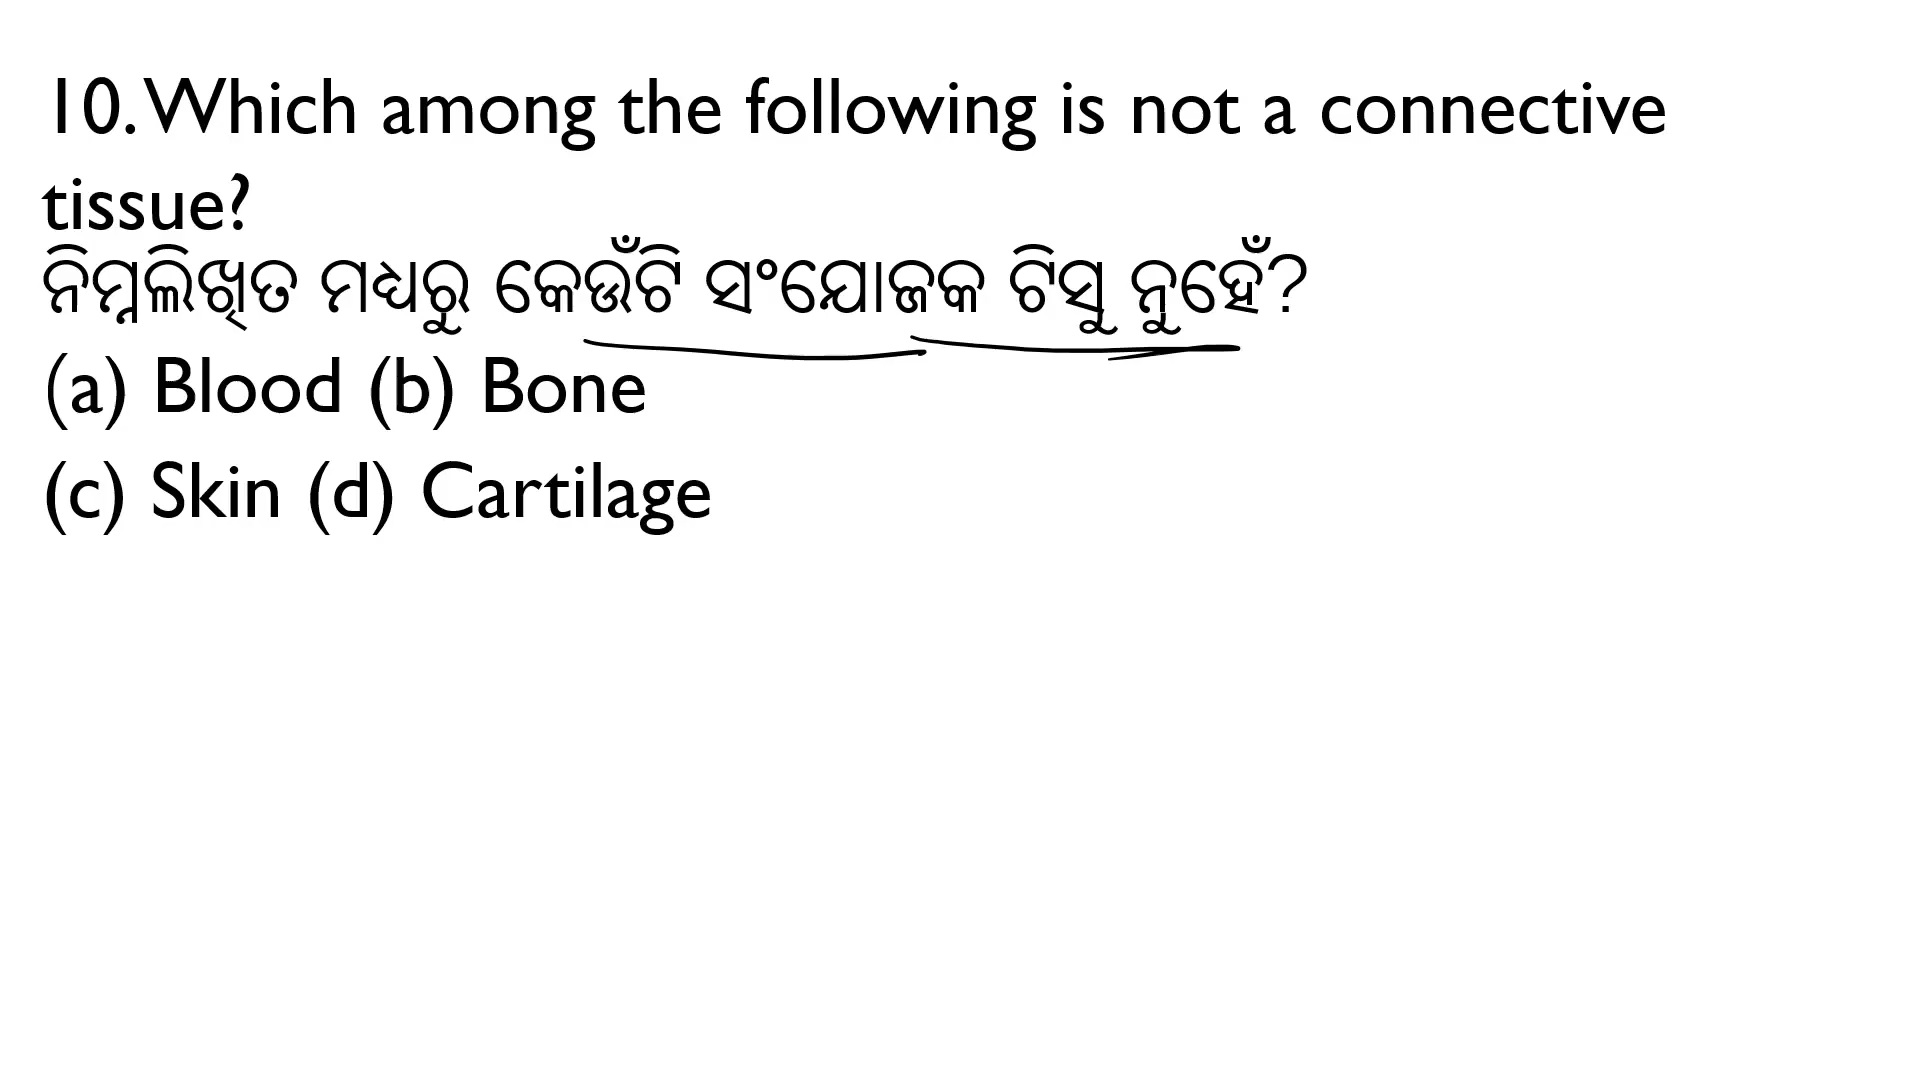 10. Which among the following is not a connective
tissue?
ନିମ୍ନଲିଖିତ ମଧ୍ୟରୁ କେଉଁଟି ସଂଯୋଜକ ଟିସୁ ନୁହେଁ?
(a) Blood (b) Bone
(c) Skin (d) Cartilage